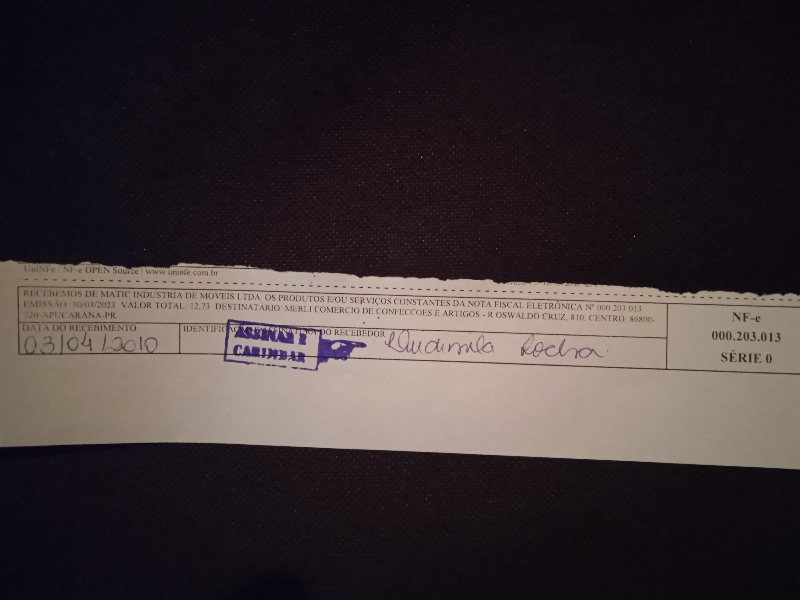 UniNFe | NF-e OPEN Source | www.uninfe.com.br
RECEBEMOS DE MATIC INDUSTRIA DE MOVEIS LTDA OS PRODUTOS E/OU SERVIÇOS CONSTANTES DA NOTA FISCAL ELETRÔNICA Nº 000.203.013
EMISSÃO: 30/03/2023 VALOR TOTAL: 12,73 DESTINATÁRIO: MERLI COMERCIO DE CONFECCOES E ARTIGOS - R OSWALDO CRUZ, 810, CENTRO, 86800-
720-APUCARANA-PR
DATA DO RECEBIMENTO
03/04/2010
DO RECEBEDOR
ASSINAR E
CARIMBAR
Rocha
NF-e
000.203.013
SÉRIE 0